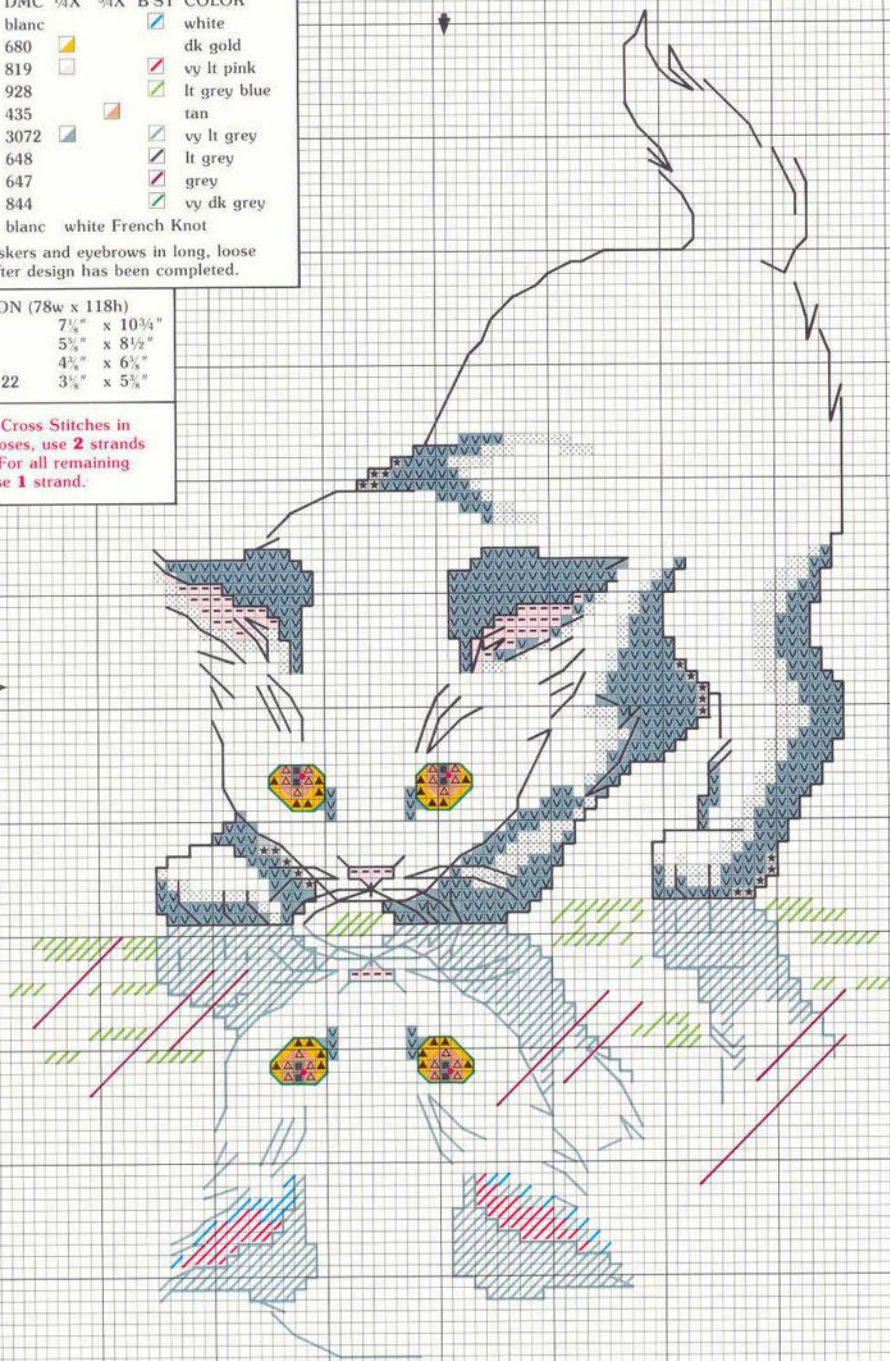 DMC ¼X ¾X B'ST COLOR
blanc white
680 dk gold
819 vy lt pink
928 lt grey blue
435 tan
3072 vy lt grey
648 lt grey
647 grey
844 vy dk grey
blanc white French Knot
skers and eyebrows in long, loose
ter design has been completed.
ON (78w x 118h)
7⅛" x 10¾"
5⅝" x 8½"
4⅜" x 6⅝"
22 3⅝" x 5⅜"
Cross Stitches in
oses, use 2 strands
For all remaining
se 1 strand.